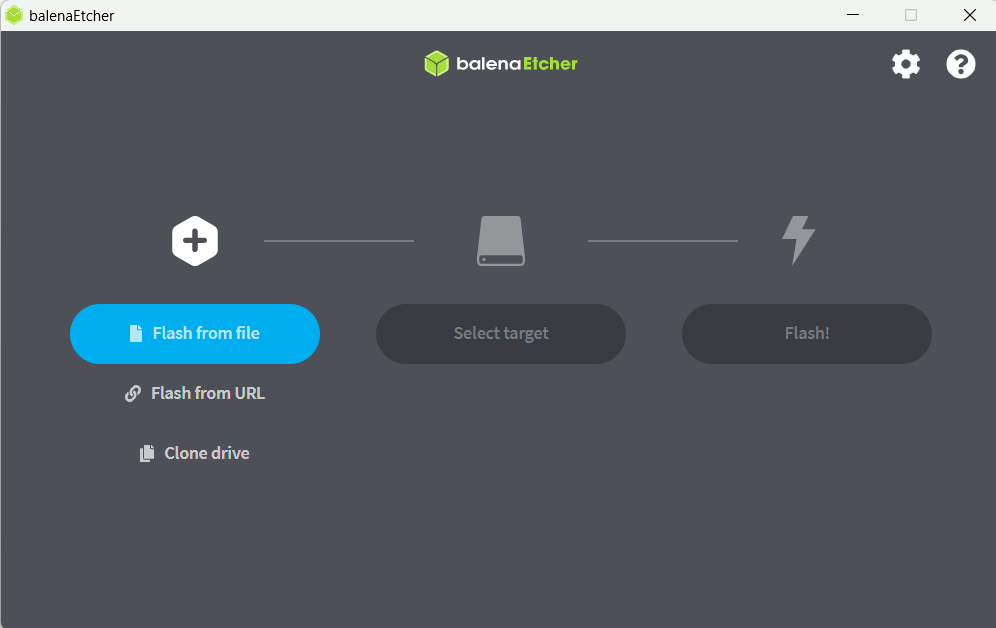 balenaEtcher
balenaEtcher
Flash from file
Select target
Flash!
Flash from URL
Clone drive